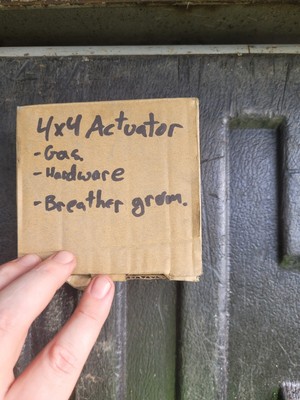 4x4 Actuator
- Gas.
- Hardware
- Breather grom.